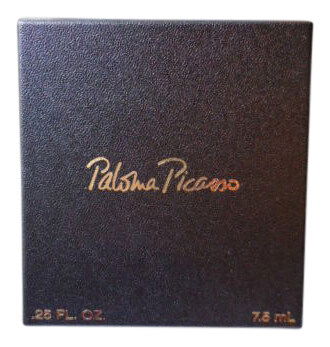 Paloma Picasso
.25 FL. OZ. 7.5 mL